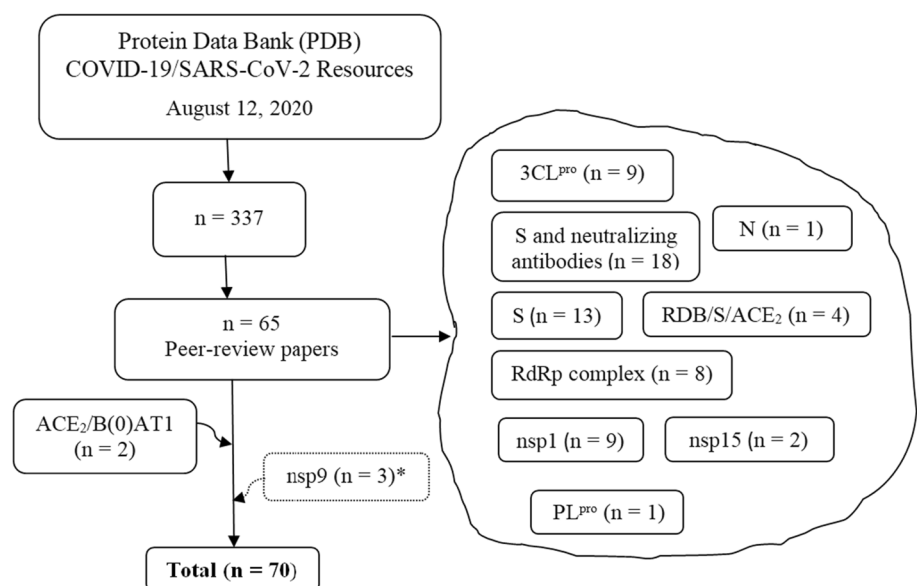 Protein Data Bank (PDB)
COVID-19/SARS-CoV-2 Resources
August 12, 2020
n = 337
n = 65
Peer-review papers
ACE₂/B(0)AT1
(n = 2)
nsp9 (n = 3)*
Total (n = 70)
3CLᵖʳᵒ (n = 9)
S and neutralizing
antibodies (n = 18)
N (n = 1)
S (n = 13)
RDB/S/ACE₂ (n = 4)
RdRp complex (n = 8)
nsp1 (n = 9)
nsp15 (n = 2)
PLᵖʳᵒ (n = 1)